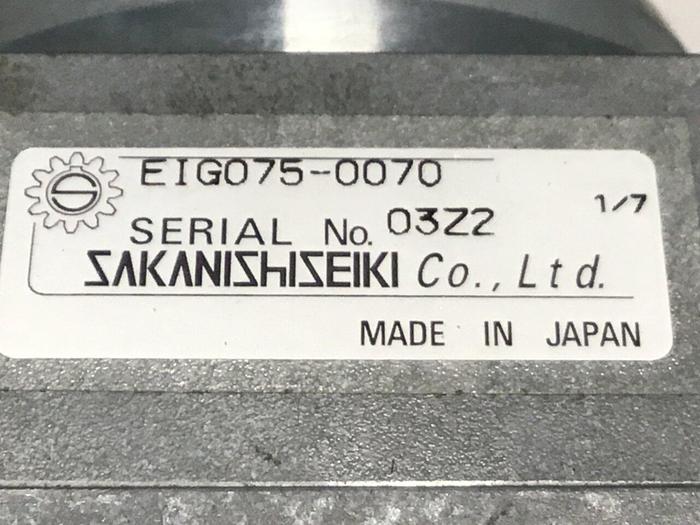 EIG075-0070
1/7
SERIAL No. 03Z2
SAKANISHISEIKI Co., Ltd.
MADE IN JAPAN